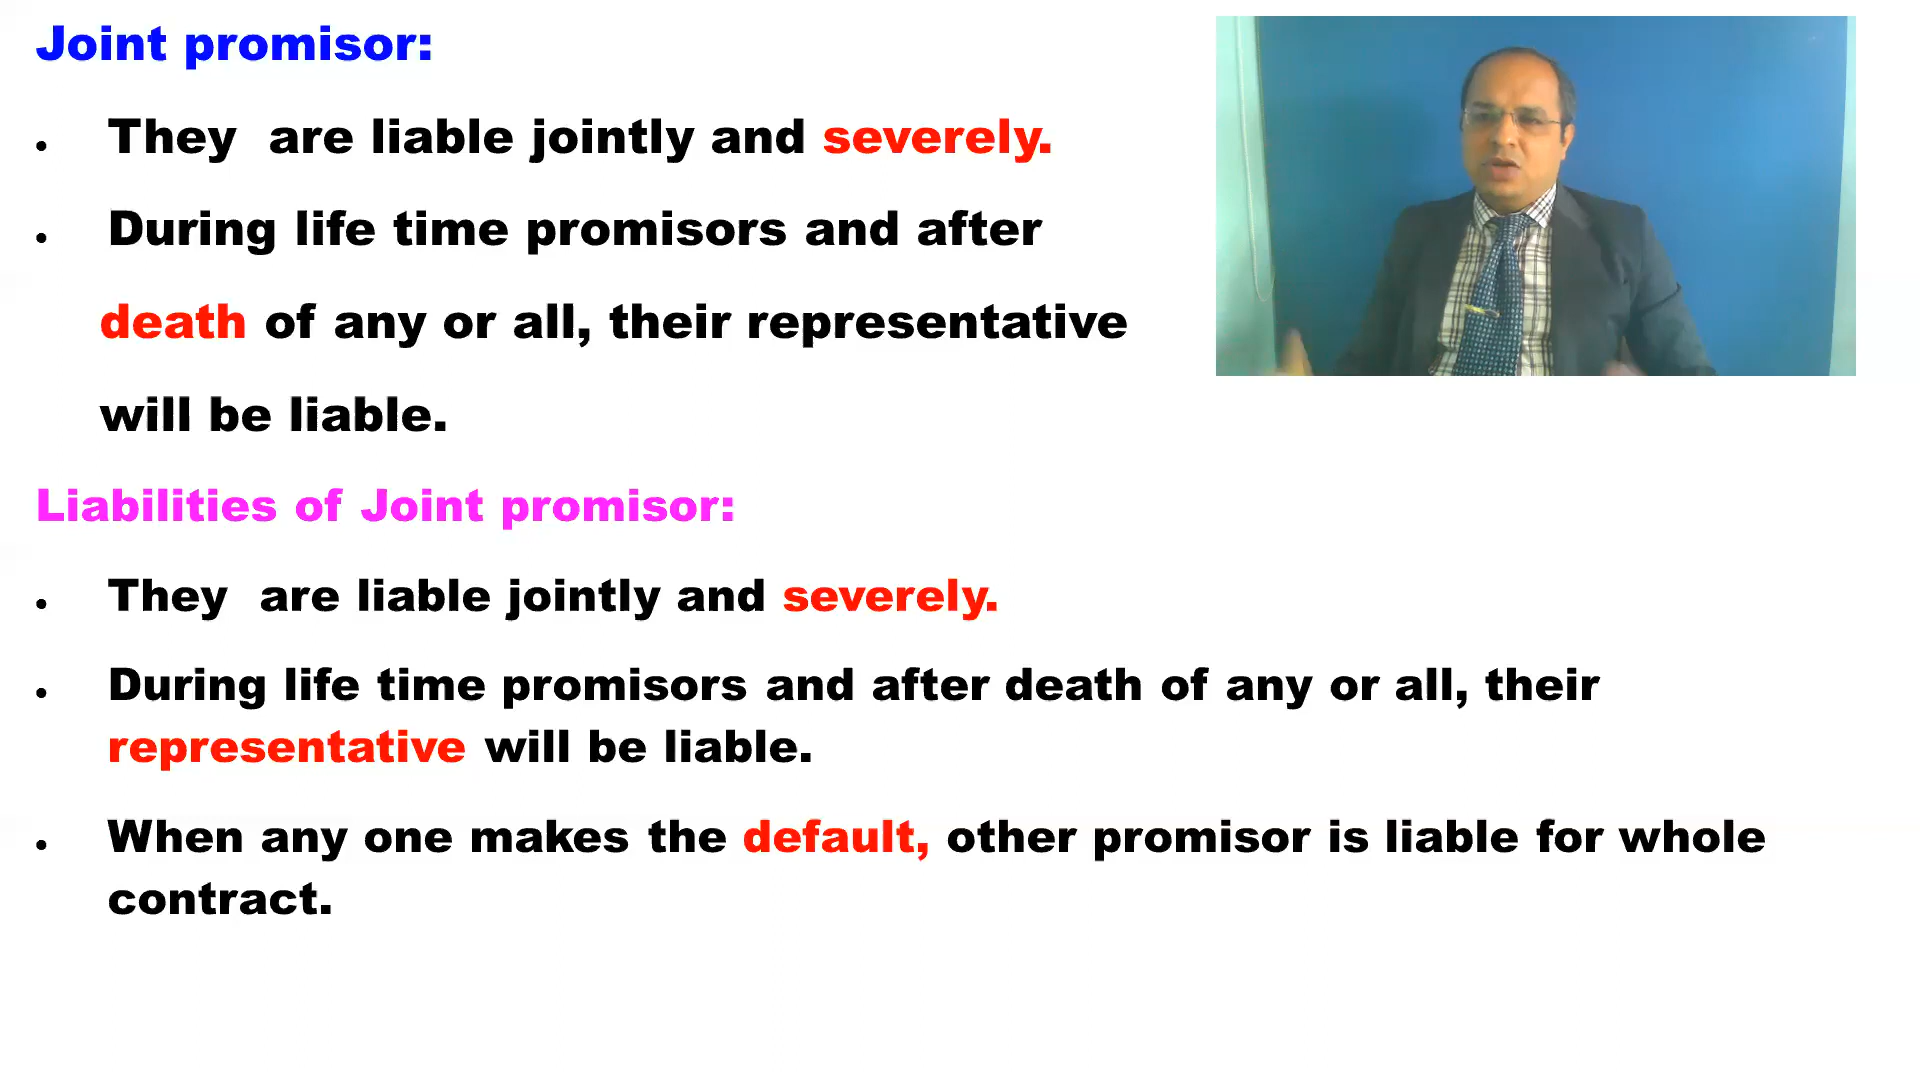 Joint promisor:
• They are liable jointly and severely.
• During life time promisors and after
death of any or all, their representative
will be liable.
Liabilities of Joint promisor:
• They are liable jointly and severely.
• During life time promisors and after death of any or all, their
representative will be liable.
• When any one makes the default, other promisor is liable for whole
contract.